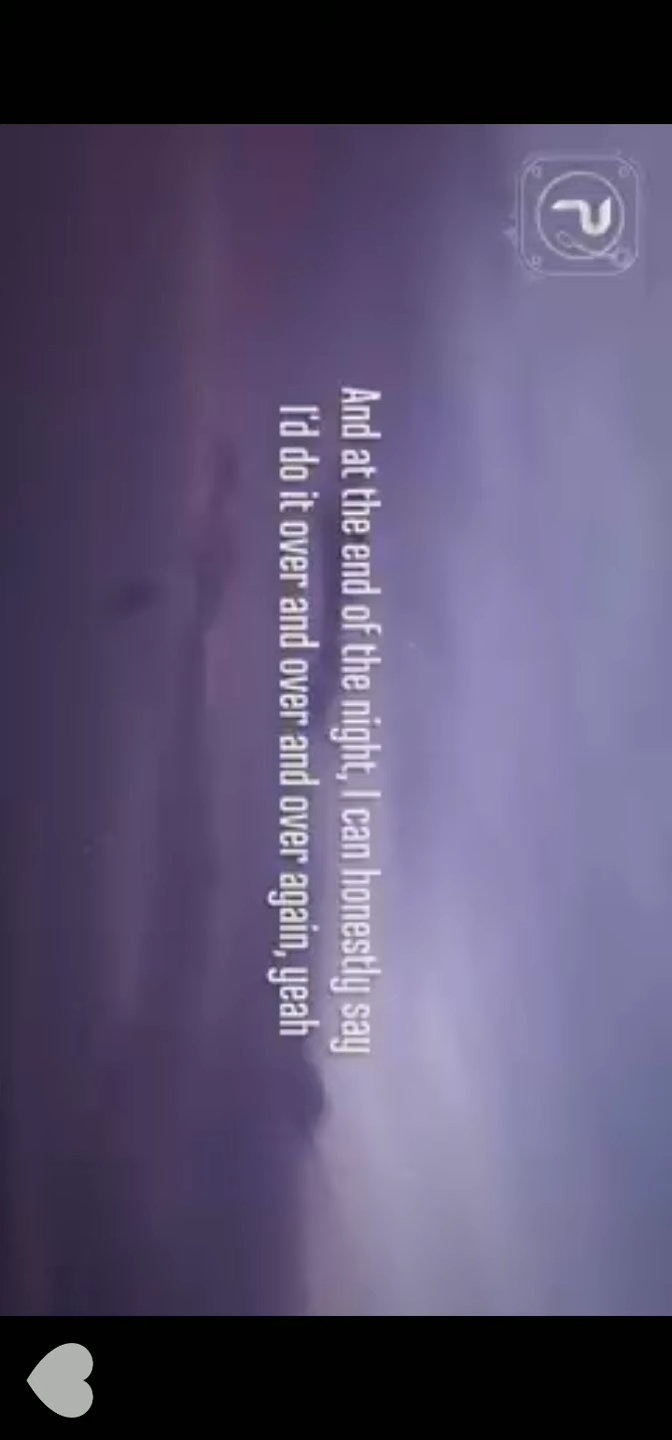 And at the end of the night, I can honestly say
I'd do it over and over and over again, yeah